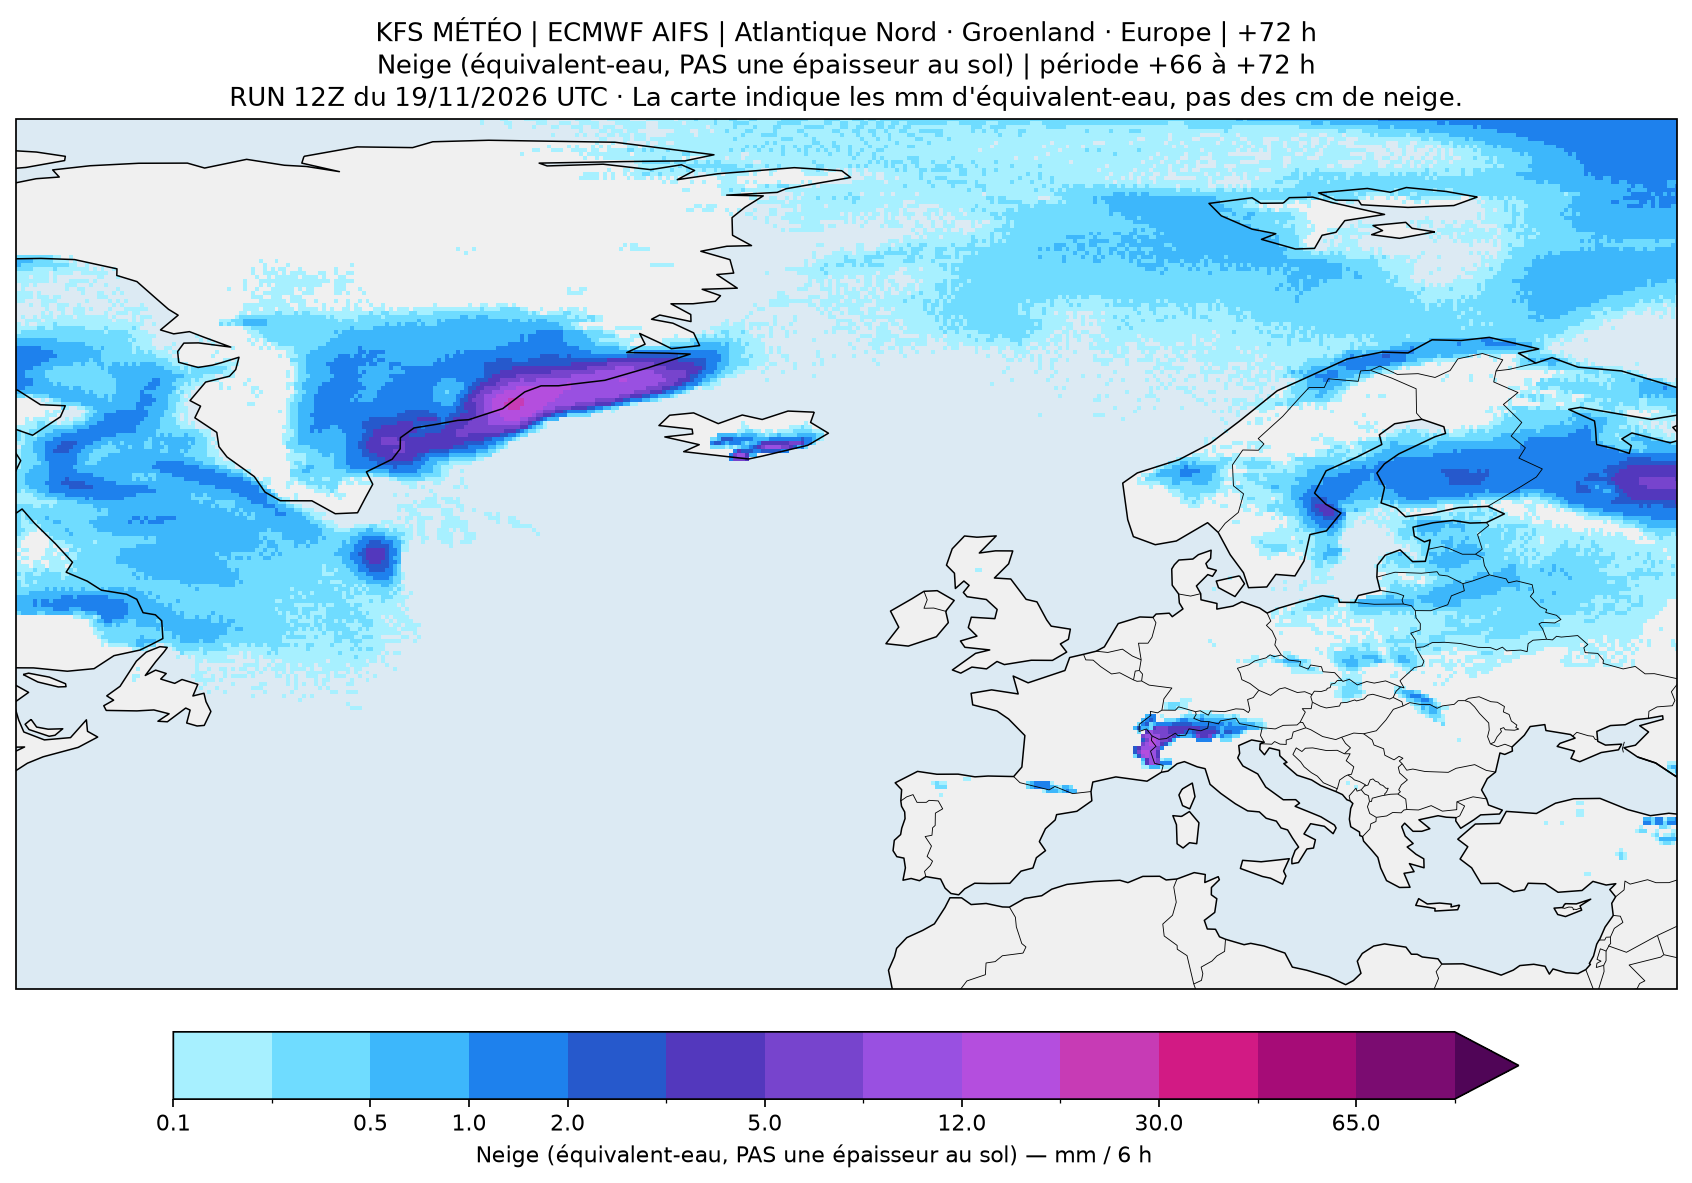 KFS MÉTÉO | ECMWF AIFS | Atlantique Nord · Groenland · Europe | +72 h
Neige (équivalent-eau, PAS une épaisseur au sol) | période +66 à +72 h
RUN 12Z du 19/11/2026 UTC · La carte indique les mm d'équivalent-eau, pas des cm de neige.
0.1 0.5 1.0 2.0 5.0 12.0 30.0 65.0
Neige (équivalent-eau, PAS une épaisseur au sol) — mm / 6 h